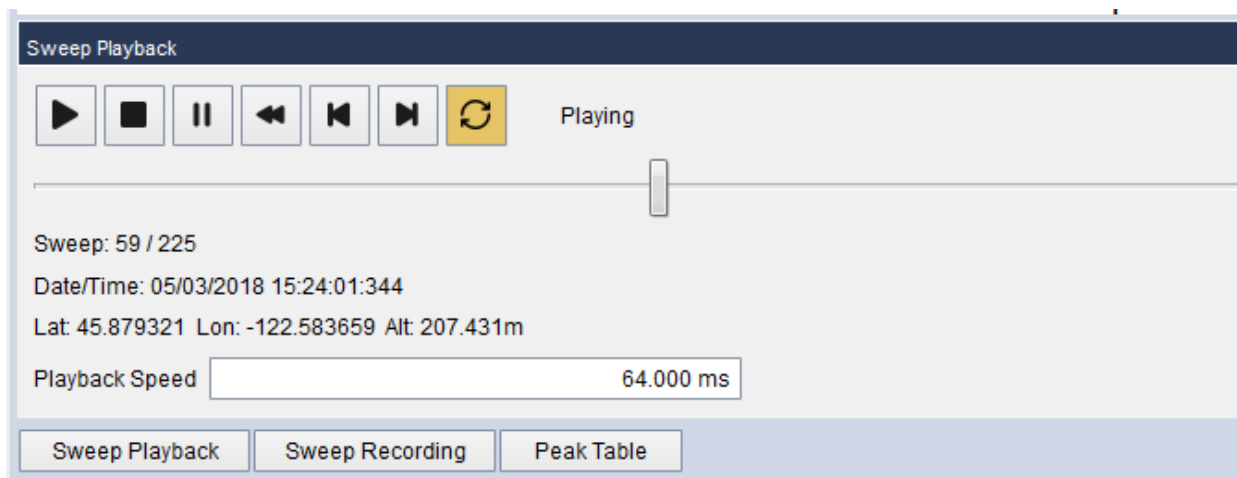 Sweep Playback
Playing
Sweep: 59 / 225
Date/Time: 05/03/2018 15:24:01:344
Lat: 45.879321 Lon: -122.583659 Alt: 207.431m
Playback Speed 64.000 ms
Sweep Playback Sweep Recording Peak Table